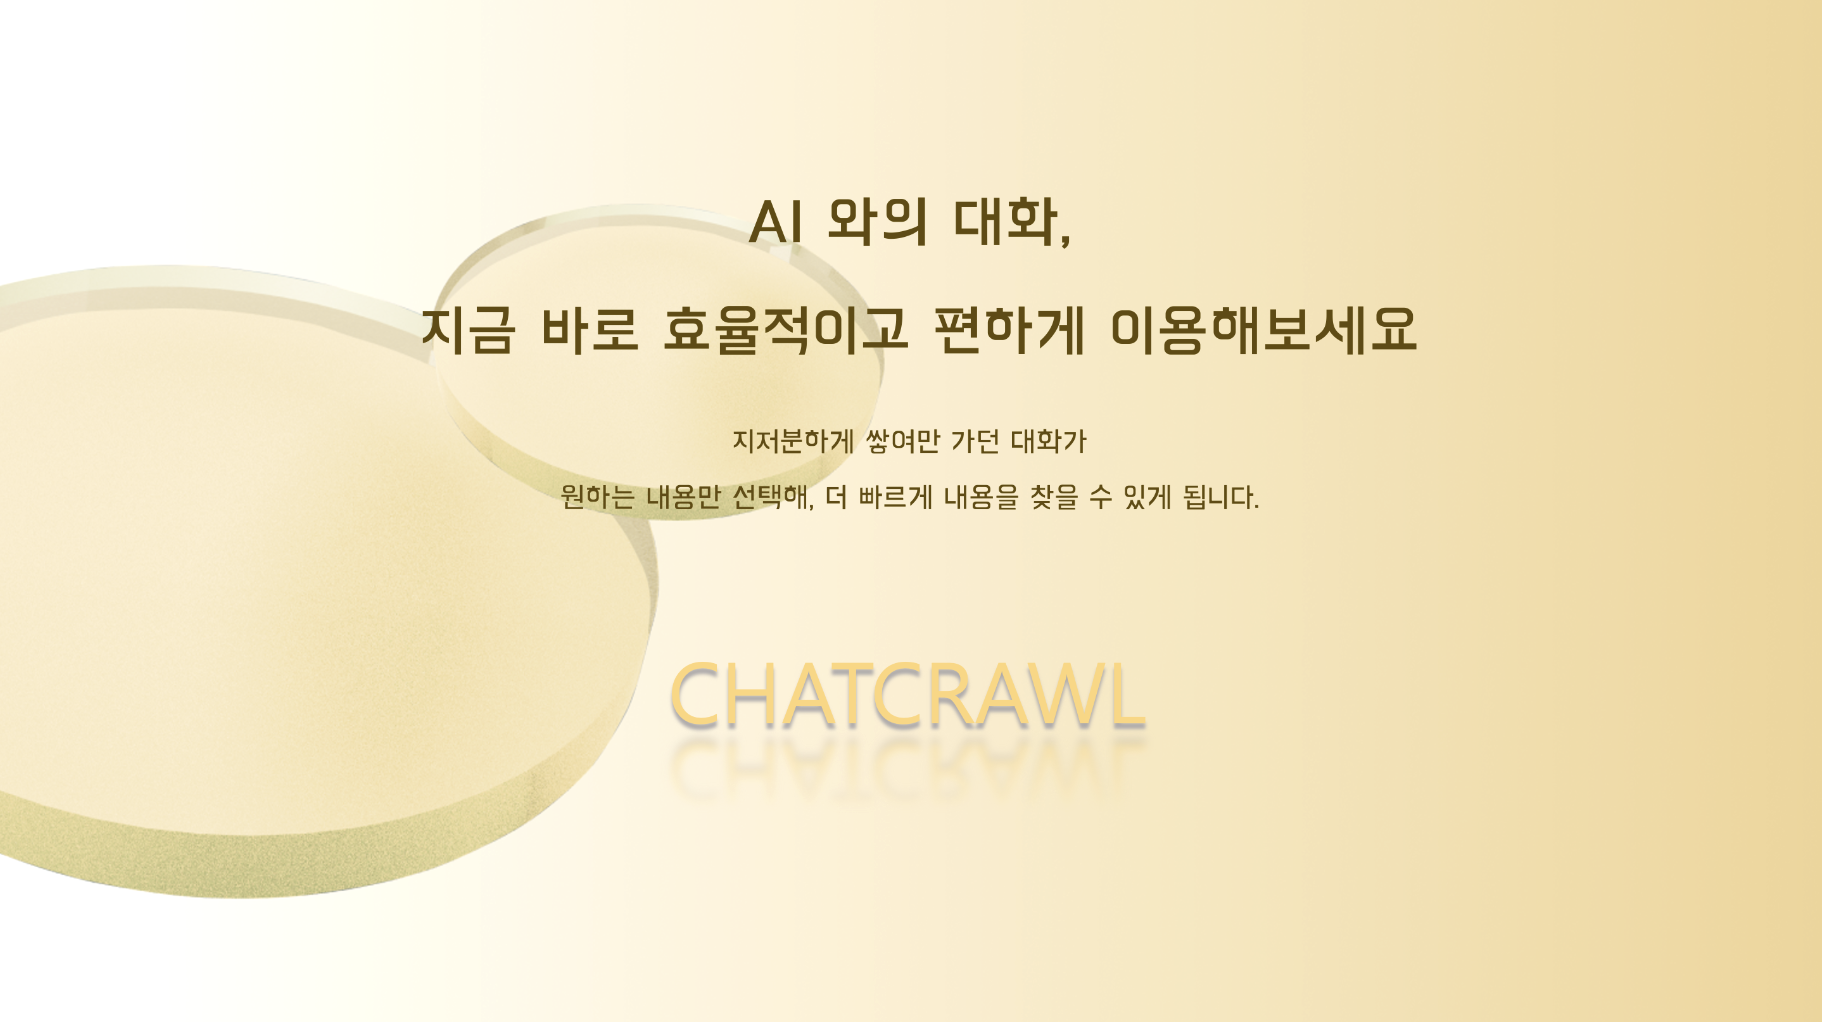 AI 와의 대화,
지금 바로 효율적이고 편하게 이용해보세요
지저분하게 쌓여만 가던 대화가
원하는 내용만 선택해, 더 빠르게 내용을 찾을 수 있게 됩니다.
CHATCRAWL